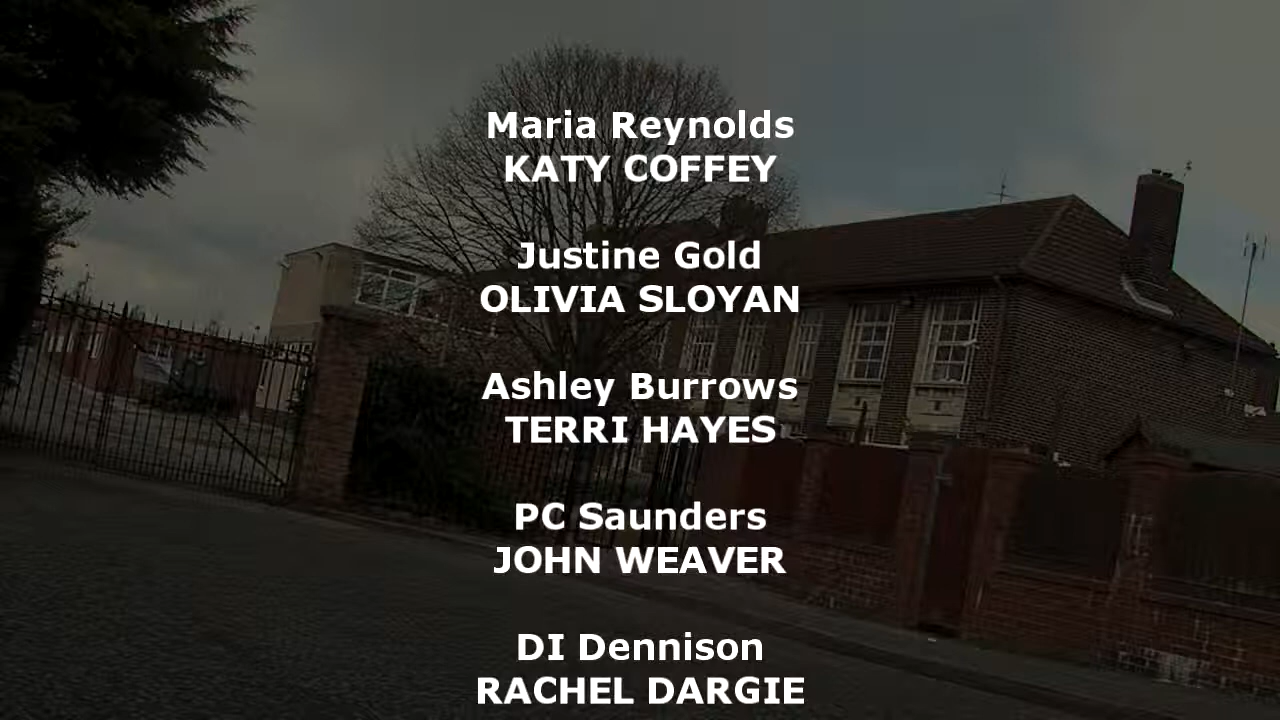 Maria Reynolds
KATY COFFEY
Justine Gold
OLIVIA SLOYAN
Ashley Burrows
TERRI HAYES
PC Saunders
JOHN WEAVER
DI Dennison
RACHEL DARGIE